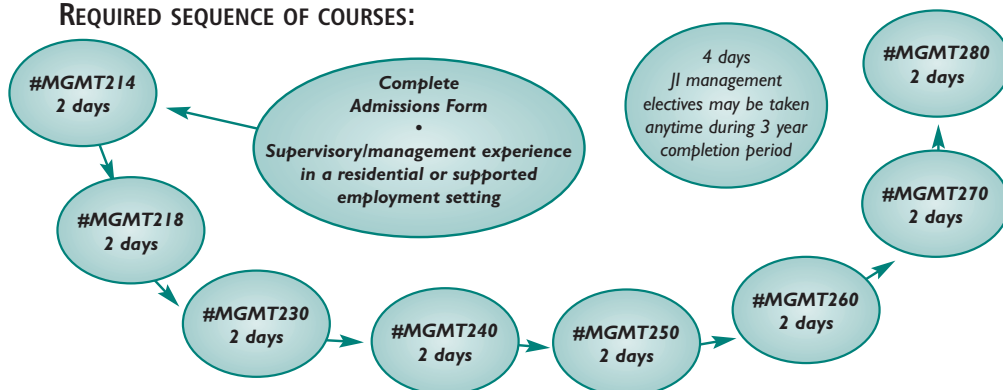 REQUIRED SEQUENCE OF COURSES:
#MGMT214
2 days
Complete
Admissions Form
•
Supervisory/management experience
in a residential or supported
employment setting
4 days
JI management
electives may be taken
anytime during 3 year
completion period
#MGMT280
2 days
#MGMT218
2 days
#MGMT270
2 days
#MGMT230
2 days
#MGMT240
2 days
#MGMT250
2 days
#MGMT260
2 days